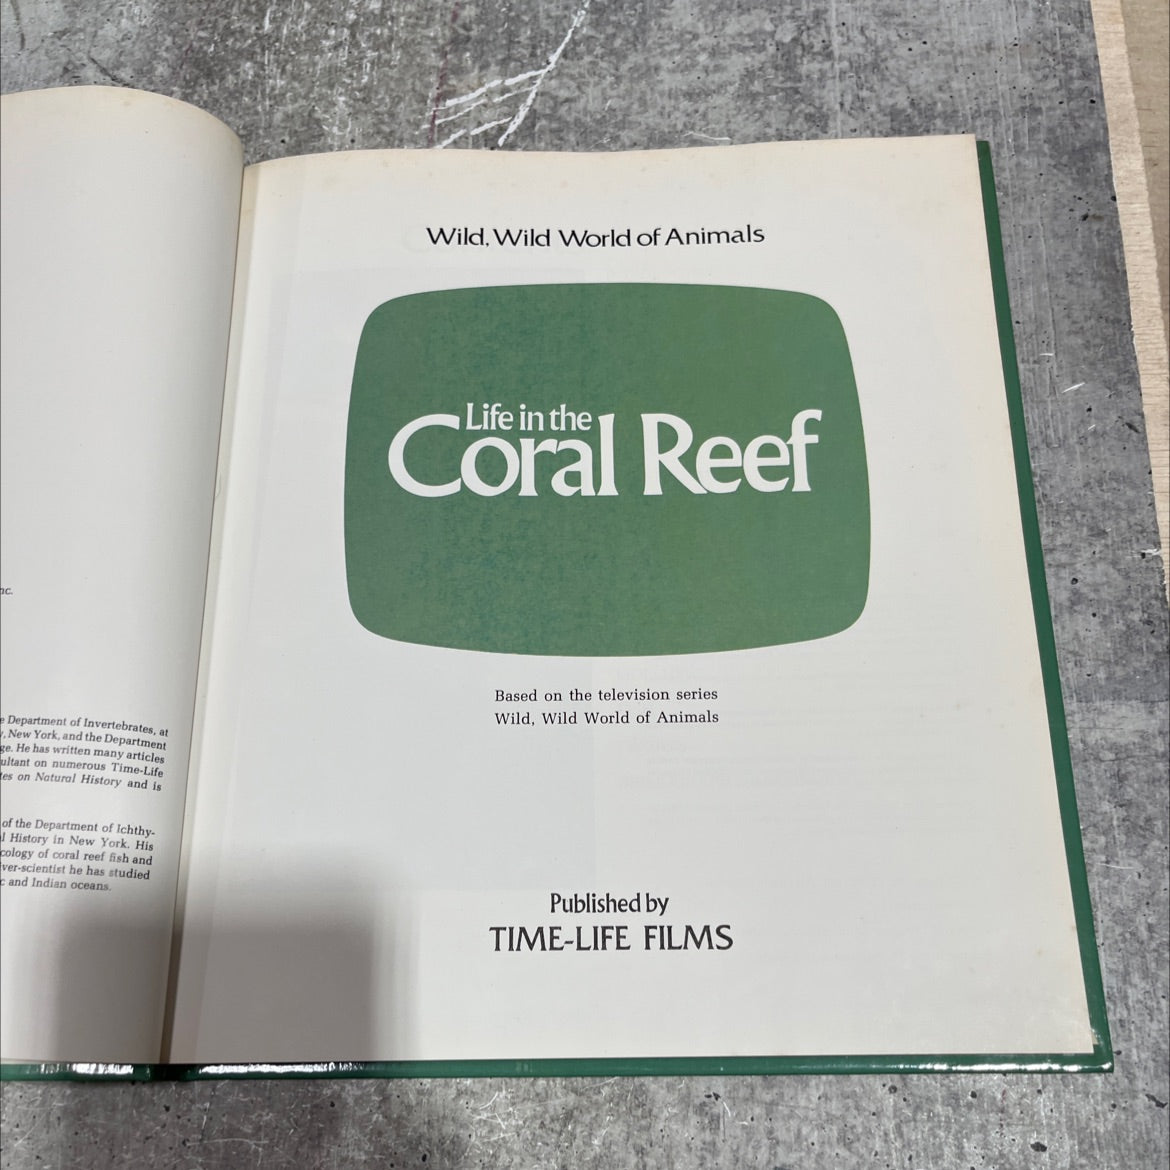 nc.
e Department of Invertebrates, at
, New York, and the Department
ge. He has written many articles
ultant on numerous Time-Life
tes on Natural History and is
of the Department of Ichthy-
l History in New York. His
cology of coral reef fish and
ver-scientist he has studied
c and Indian oceans.
Wild, Wild World of Animals
Life in the
Coral Reef
Based on the television series
Wild, Wild World of Animals
Published by
TIME-LIFE FILMS